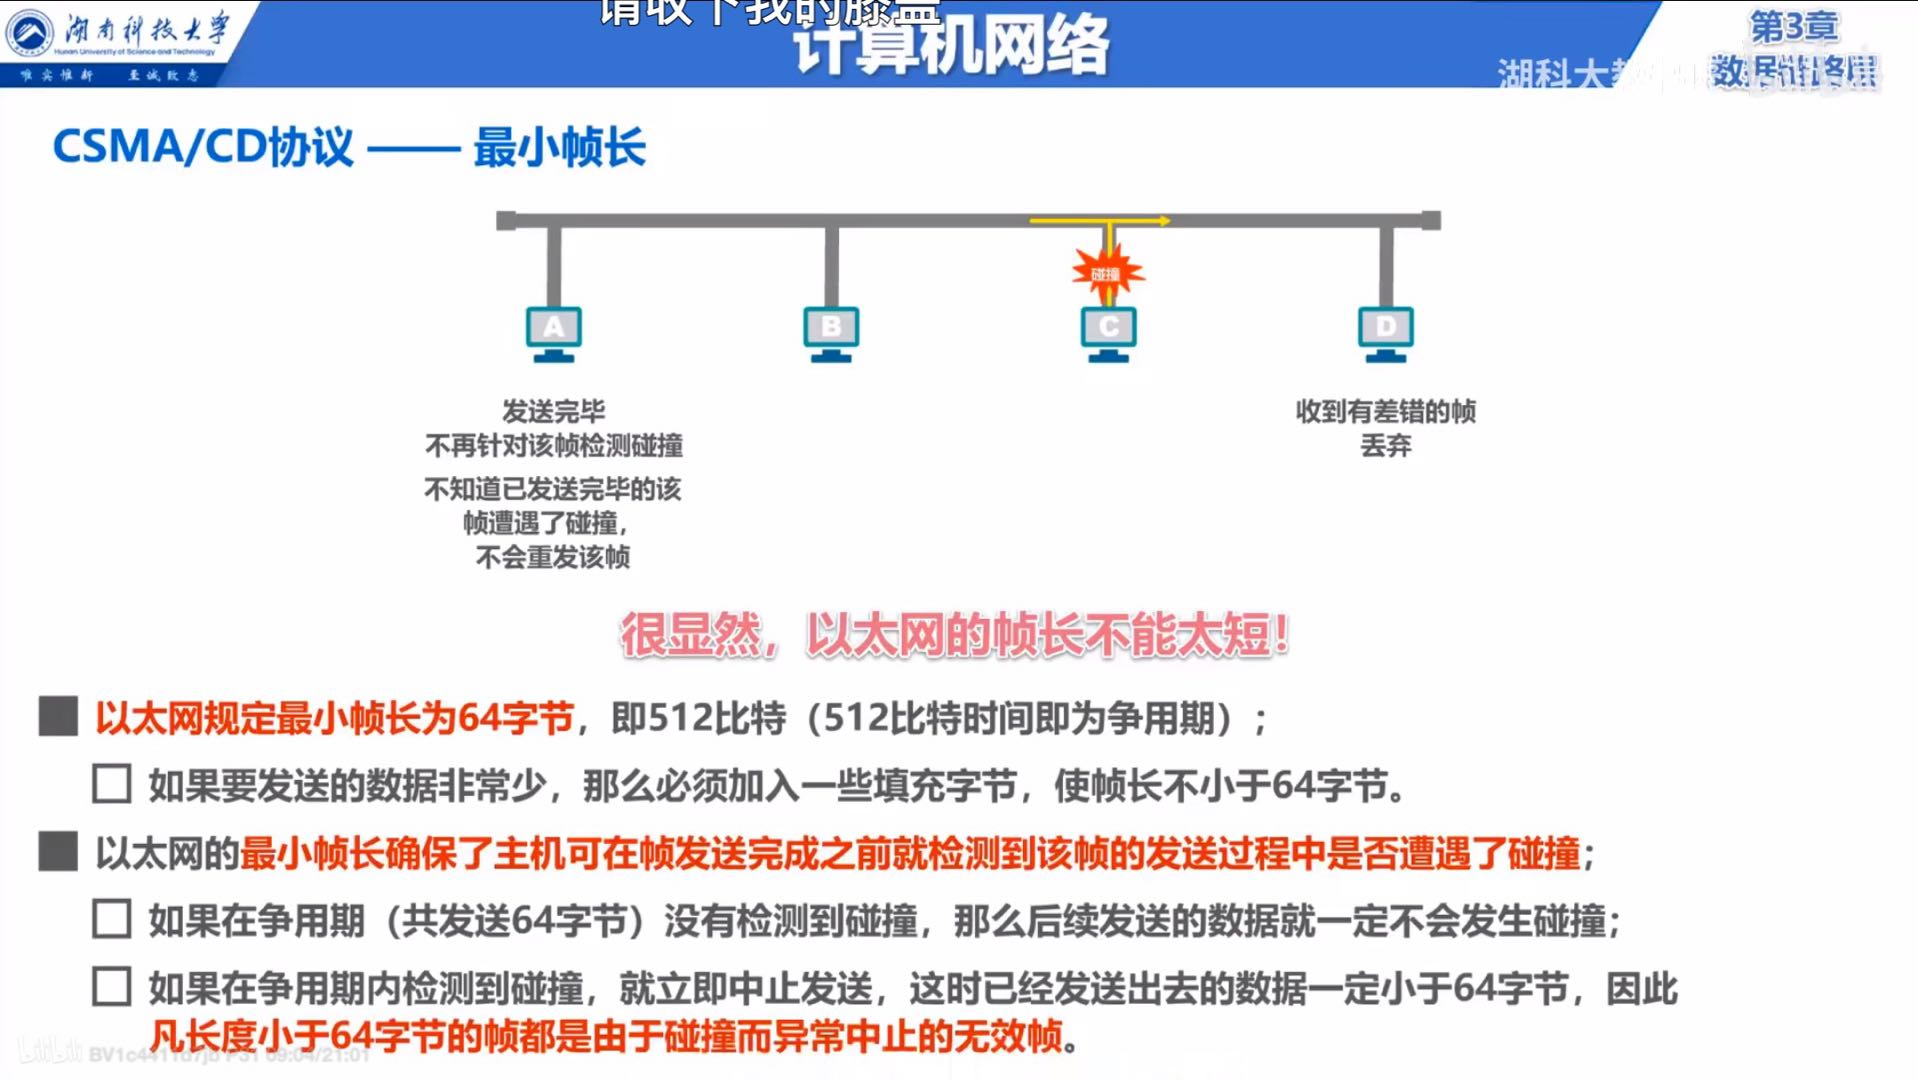 请收下我的膝盖
湖南科技大学
Hunan University of Science and Technology
唯实惟新 至诚致志
计算机网络
第3章
数据链路层
湖科大教
CSMA/CD协议 —— 最小帧长
碰撞
A
B
C
D
发送完毕
不再针对该帧检测碰撞
不知道已发送完毕的该
帧遭遇了碰撞，
不会重发该帧
收到有差错的帧
丢弃
很显然，以太网的帧长不能太短！
以太网规定最小帧长为64字节，即512比特（512比特时间即为争用期）；
如果要发送的数据非常少，那么必须加入一些填充字节，使帧长不小于64字节。
以太网的最小帧长确保了主机可在帧发送完成之前就检测到该帧的发送过程中是否遭遇了碰撞；
如果在争用期（共发送64字节）没有检测到碰撞，那么后续发送的数据就一定不会发生碰撞；
如果在争用期内检测到碰撞，就立即中止发送，这时已经发送出去的数据一定小于64字节，因此
凡长度小于64字节的帧都是由于碰撞而异常中止的无效帧。
bilibili BV1c4411d7jb P31 09:04/21:01